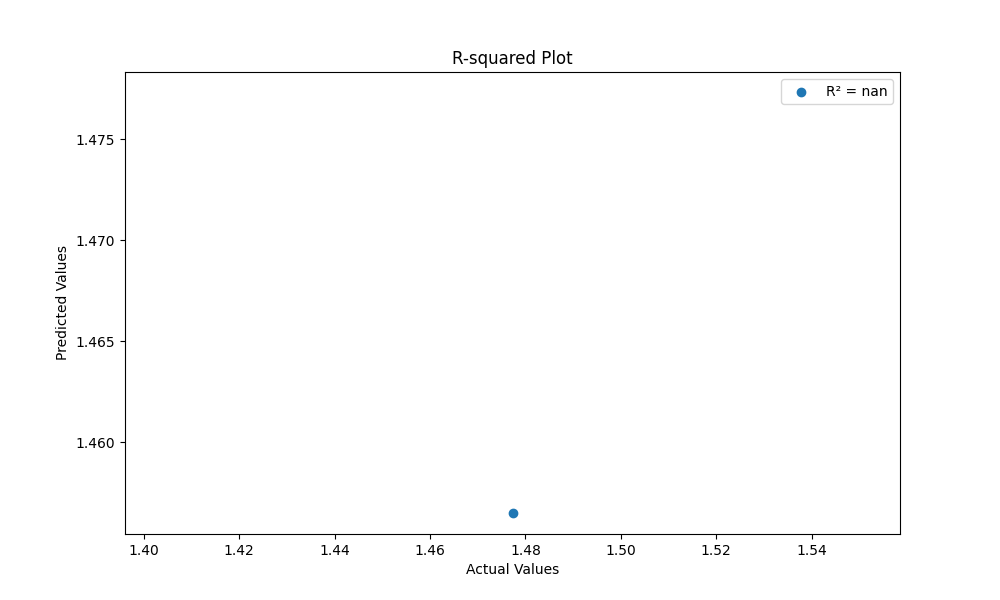 R-squared Plot
R² = nan
1.475
1.470
1.465
1.460
Predicted Values
1.40 1.42 1.44 1.46 1.48 1.50 1.52 1.54
Actual Values